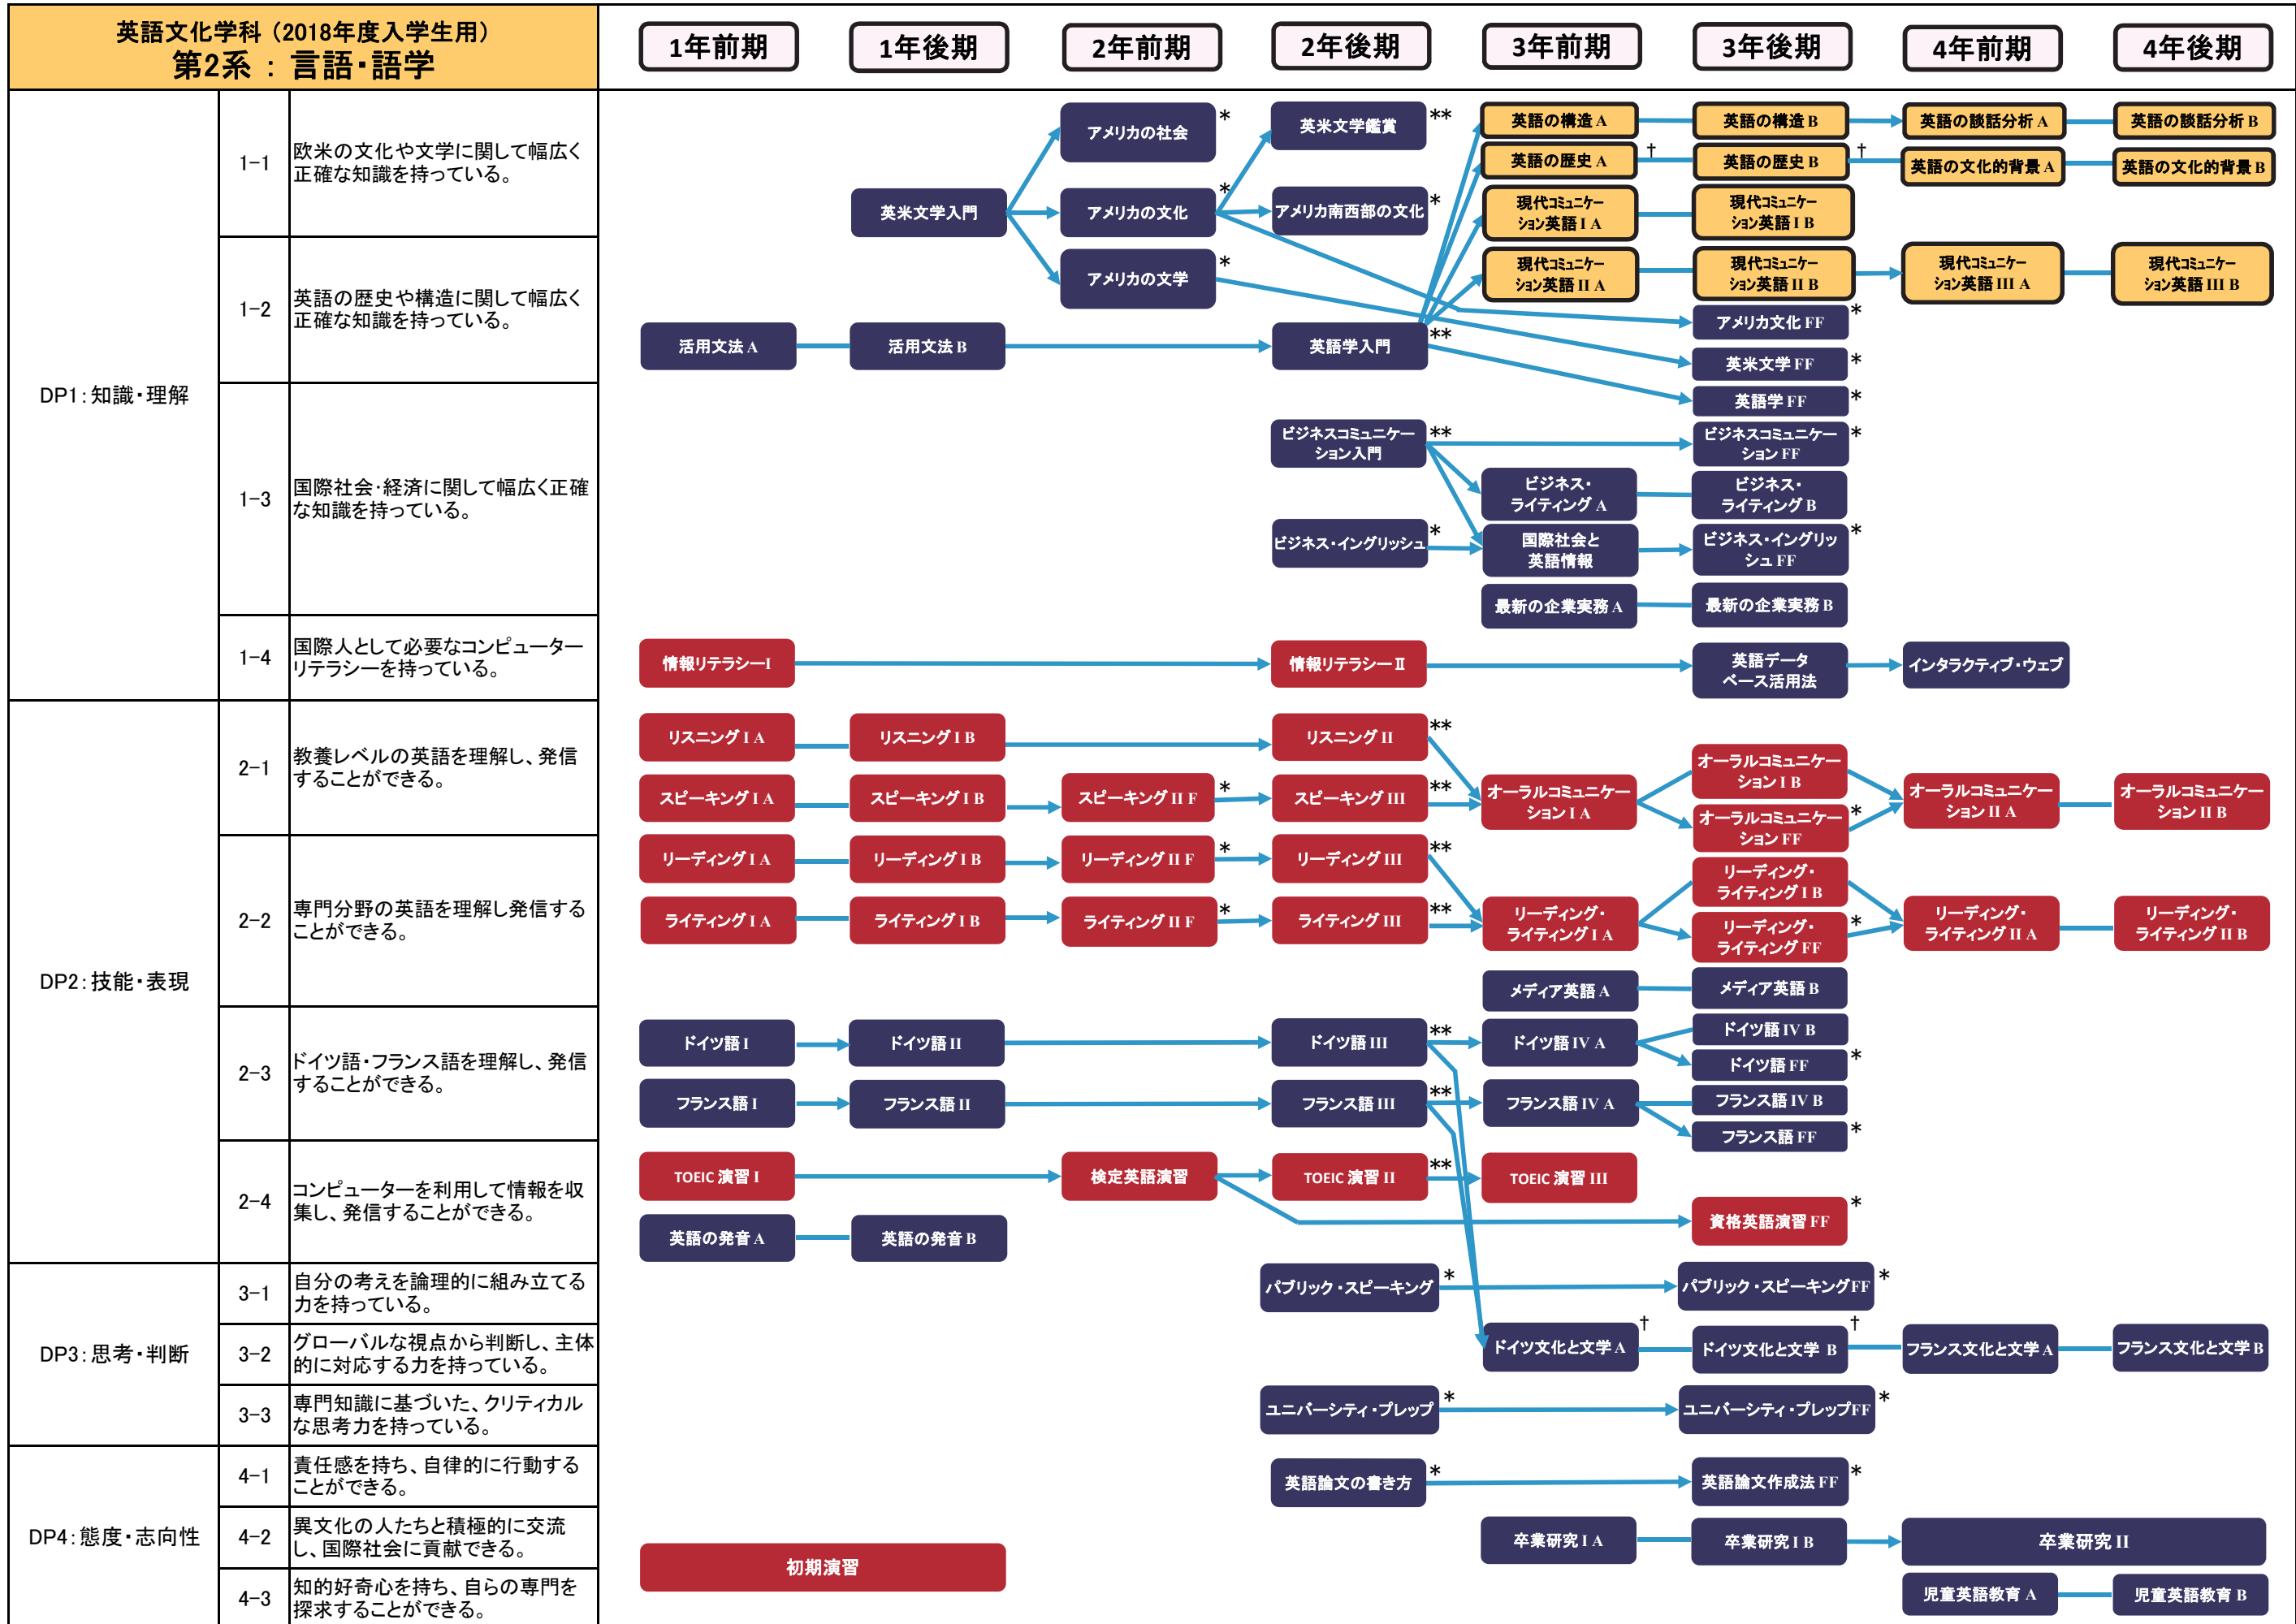 英語文化学科（2018年度入学生用）
第2系 ： 言語・語学
1年前期
1年後期
2年前期
2年後期
3年前期
3年後期
4年前期
4年後期
DP1：知識・理解
1-1
欧米の文化や文学に関して幅広く
正確な知識を持っている。
1-2
英語の歴史や構造に関して幅広く
正確な知識を持っている。
1-3
国際社会・経済に関して幅広く正確
な知識を持っている。
1-4
国際人として必要なコンピューター
リテラシーを持っている。
アメリカの社会 *
英米文学鑑賞 **
英語の構造 A
英語の構造 B
英語の談話分析 A
英語の談話分析 B
英語の歴史 A †
英語の歴史 B †
英語の文化的背景 A
英語の文化的背景 B
英米文学入門
アメリカの文化 *
アメリカ南西部の文化 *
現代コミュニケー
ション英語 I A
現代コミュニケー
ション英語 I B
アメリカの文学 *
現代コミュニケー
ション英語 II A
現代コミュニケー
ション英語 II B
現代コミュニケー
ション英語 III A
現代コミュニケー
ション英語 III B
アメリカ文化 FF *
活用文法 A
活用文法 B
英語学入門 **
英米文学 FF *
英語学 FF *
ビジネスコミュニケー
ション入門 **
ビジネスコミュニケー
ション FF *
ビジネス・
ライティング A
ビジネス・
ライティング B
ビジネス・イングリッシュ *
国際社会と
英語情報
ビジネス・イングリッ
シュ FF *
最新の企業実務 A
最新の企業実務 B
情報リテラシーI
情報リテラシーⅡ
英語データ
ベース活用法
インタラクティブ・ウェブ
DP2：技能・表現
2-1
教養レベルの英語を理解し、発信
することができる。
2-2
専門分野の英語を理解し発信する
ことができる。
2-3
ドイツ語・フランス語を理解し、発信
することができる。
2-4
コンピューターを利用して情報を収
集し、発信することができる。
リスニング I A
リスニング I B
リスニング II **
スピーキング I A
スピーキング I B
スピーキング II F *
スピーキング III **
オーラルコミュニケー
ション I A
オーラルコミュニケー
ション I B
オーラルコミュニケー
ション FF *
オーラルコミュニケー
ション II A
オーラルコミュニケー
ション II B
リーディング I A
リーディング I B
リーディング II F *
リーディング III **
ライティング I A
ライティング I B
ライティング II F *
ライティング III **
リーディング・
ライティング I A
リーディング・
ライティング I B
リーディング・
ライティング FF *
リーディング・
ライティング II A
リーディング・
ライティング II B
メディア英語 A
メディア英語 B
ドイツ語 I
ドイツ語 II
ドイツ語 III **
ドイツ語 IV A
ドイツ語 IV B
ドイツ語 FF *
フランス語 I
フランス語 II
フランス語 III **
フランス語 IV A
フランス語 IV B
フランス語 FF *
TOEIC 演習 I
検定英語演習
TOEIC 演習 II **
TOEIC 演習 III
資格英語演習 FF *
英語の発音 A
英語の発音 B
DP3：思考・判断
3-1
自分の考えを論理的に組み立てる
力を持っている。
3-2
グローバルな視点から判断し、主体
的に対応する力を持っている。
3-3
専門知識に基づいた、クリティカル
な思考力を持っている。
パブリック・スピーキング *
パブリック・スピーキングFF *
ドイツ文化と文学 A †
ドイツ文化と文学 B †
フランス文化と文学 A
フランス文化と文学 B
ユニバーシティ・プレップ *
ユニバーシティ・プレップFF *
DP4：態度・志向性
4-1
責任感を持ち、自律的に行動する
ことができる。
4-2
異文化の人たちと積極的に交流
し、国際社会に貢献できる。
4-3
知的好奇心を持ち、自らの専門を
探求することができる。
英語論文の書き方 *
英語論文作成法 FF *
卒業研究 I A
卒業研究 I B
卒業研究 II
初期演習
児童英語教育 A
児童英語教育 B